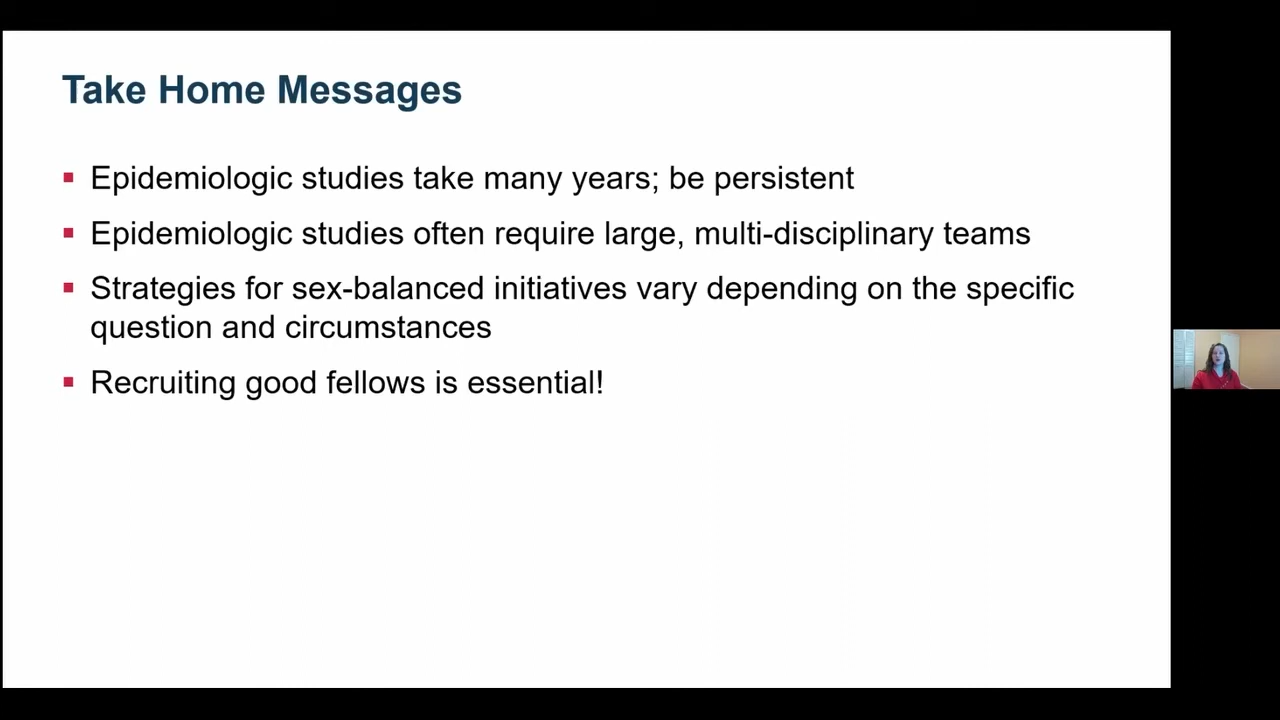 Take Home Messages
Epidemiologic studies take many years; be persistent
Epidemiologic studies often require large, multi-disciplinary teams
Strategies for sex-balanced initiatives vary depending on the specific
question and circumstances
Recruiting good fellows is essential!